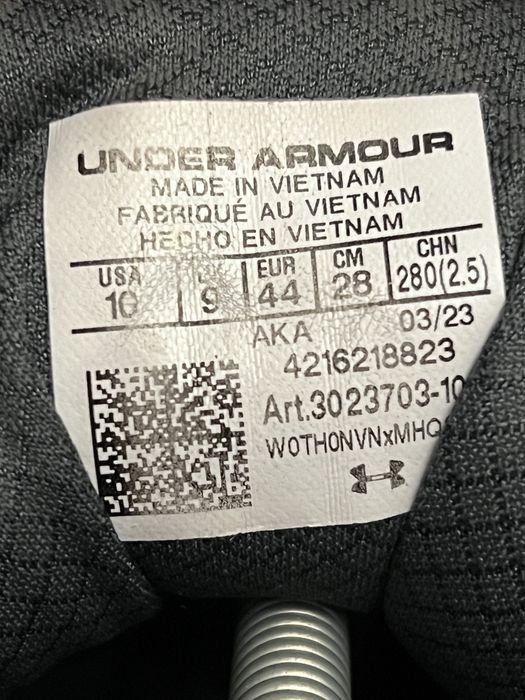 UNDER ARMOUR
MADE IN VIETNAM
FABRIQUÉ AU VIETNAM
HECHO EN VIETNAM
USA EUR CM CHN
10 9 44 28 280(2.5)
AKA 03/23
4216218823
Art.3023703-10
W0TH0NVNxMHQ